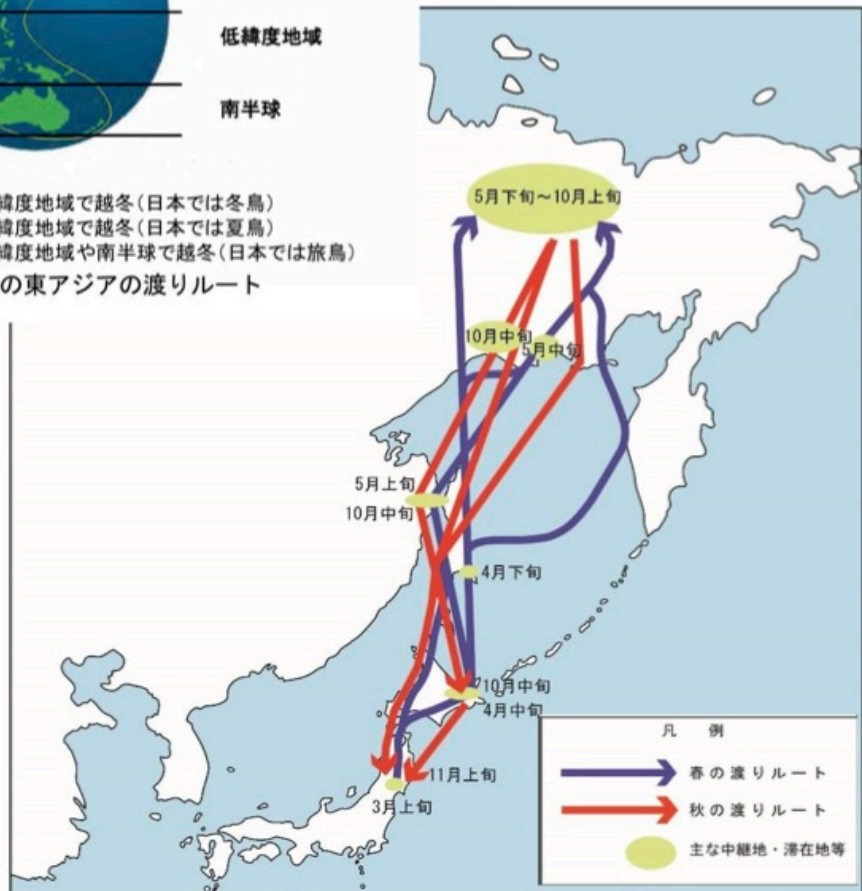 低緯度地域
南半球
緯度地域で越冬(日本では冬鳥)
緯度地域で越冬(日本では夏鳥)
緯度地域や南半球で越冬(日本では旅鳥)
の東アジアの渡りルート
5月下旬～10月上旬
10月中旬
5月中旬
5月上旬
10月中旬
4月下旬
10月中旬
4月中旬
11月上旬
3月上旬
凡 例
春の渡りルート
秋の渡りルート
主な中継地・滞在地等